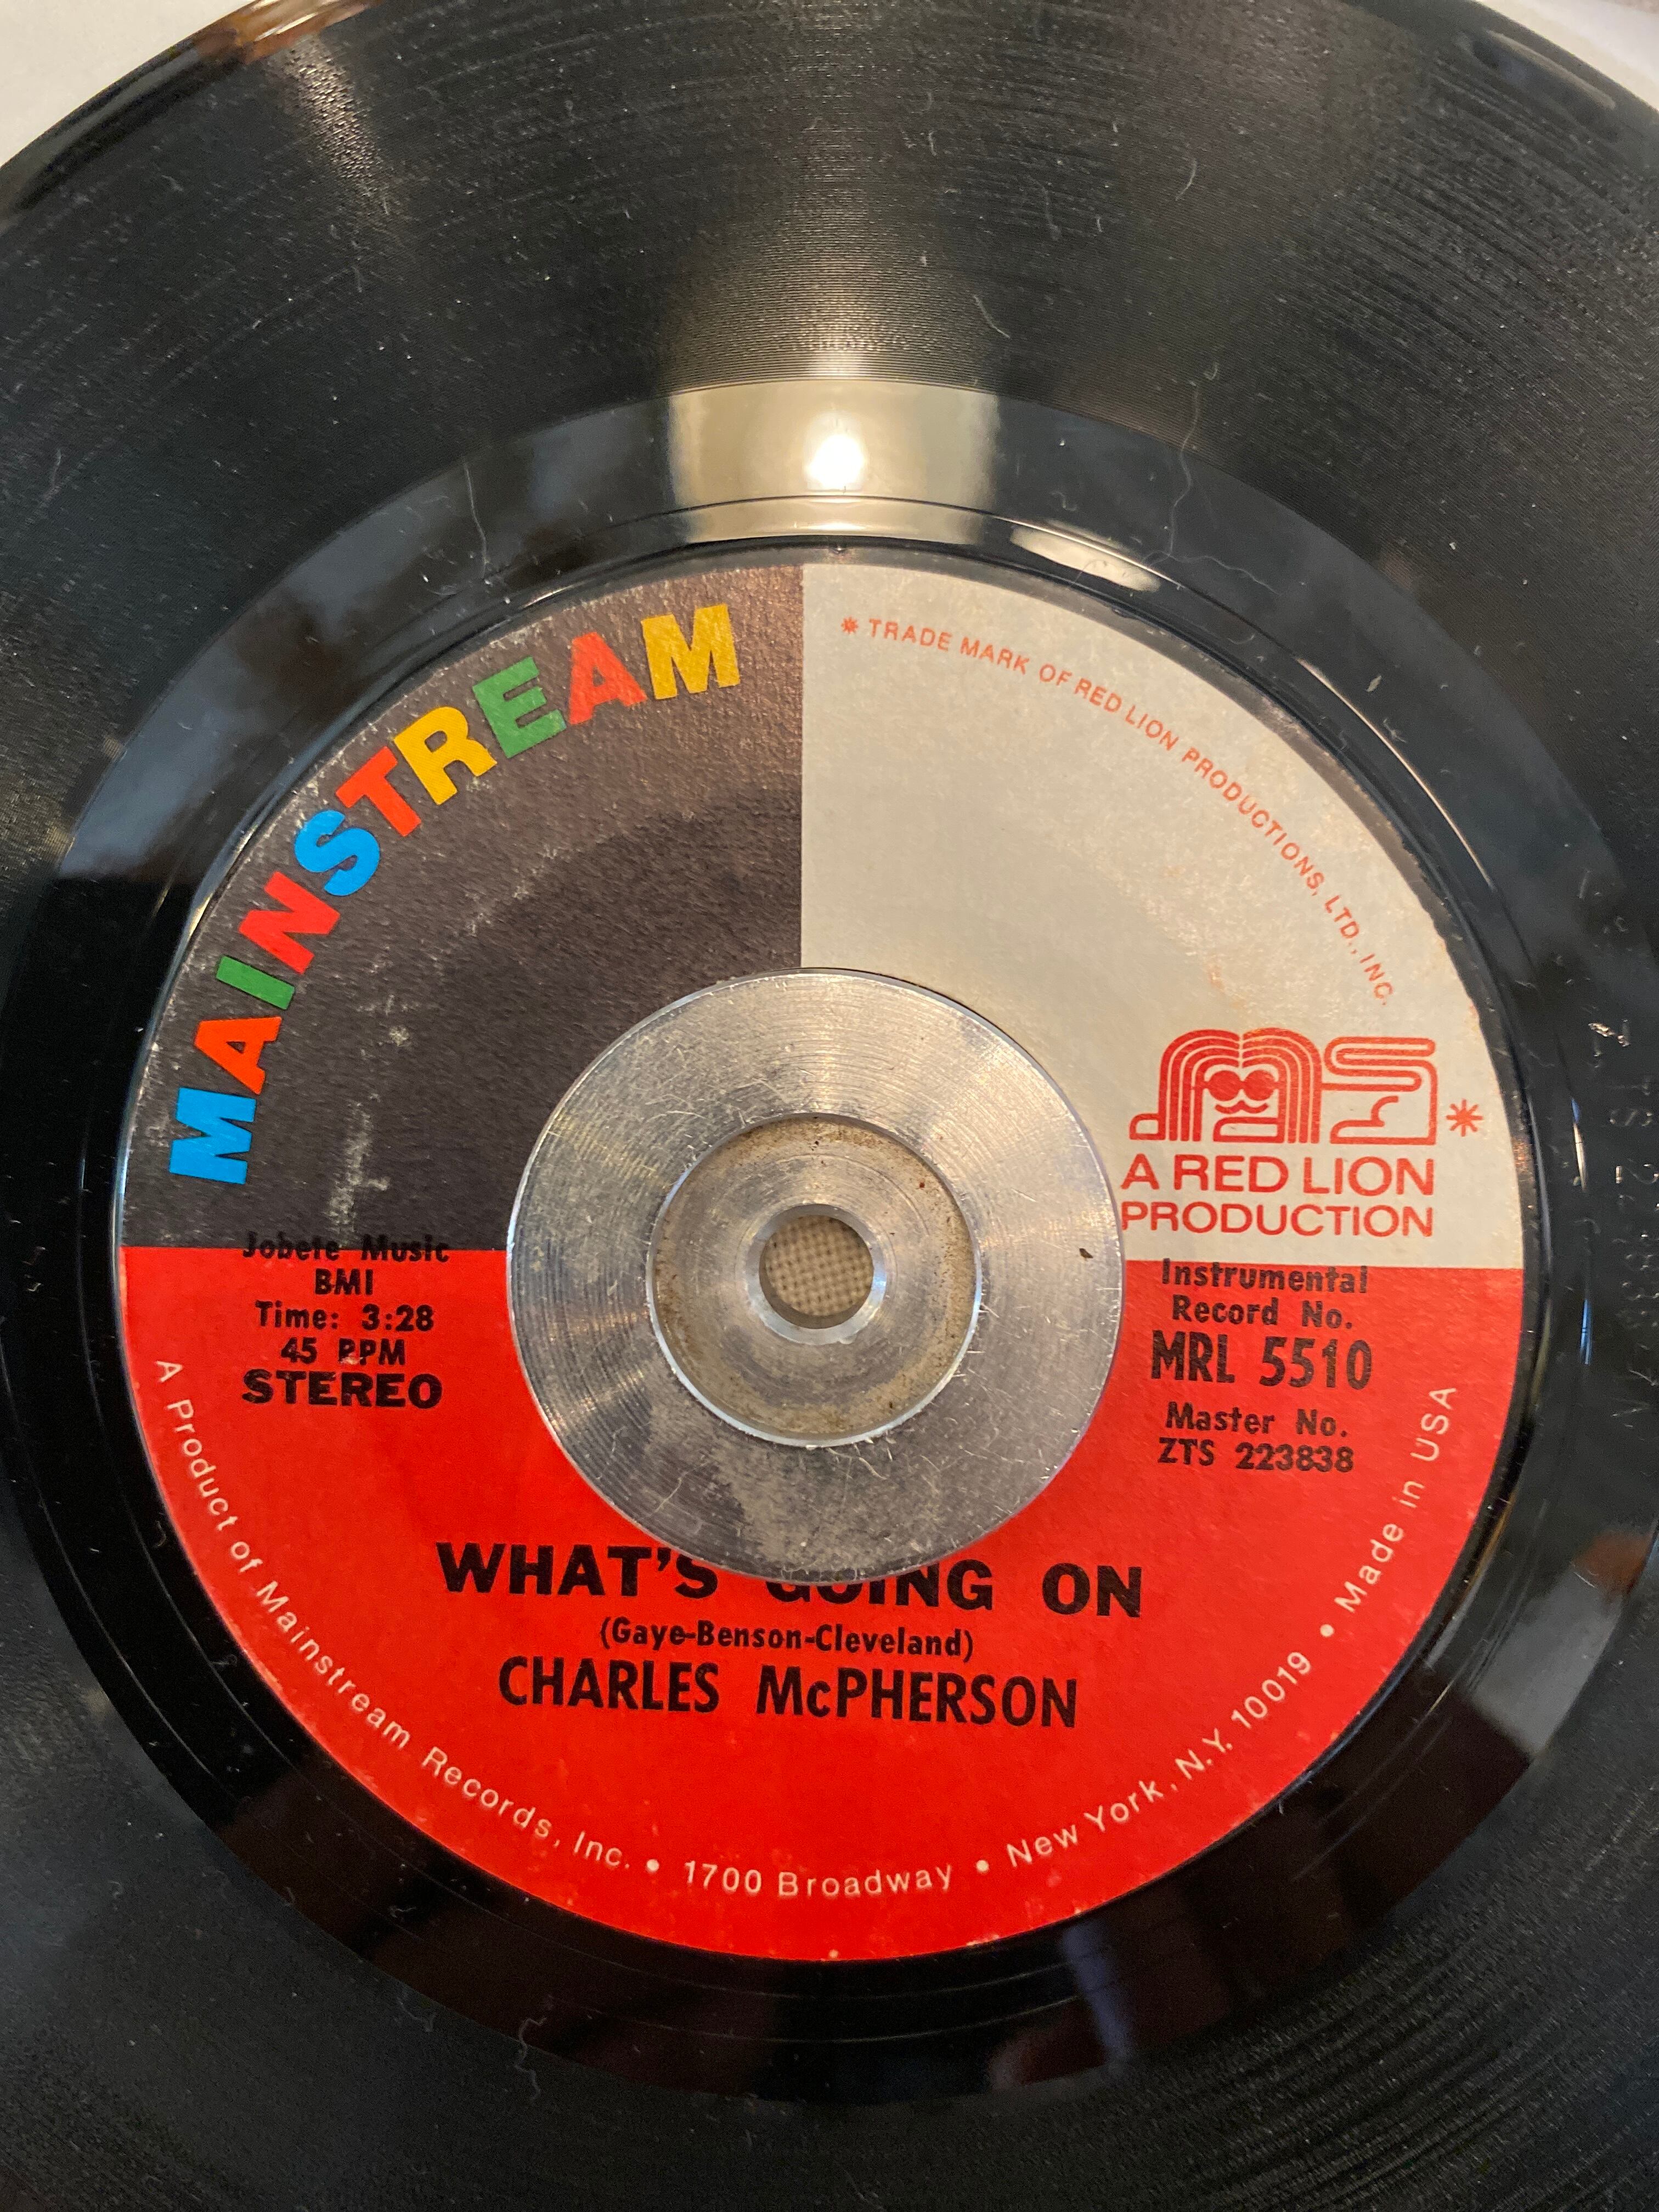 MAINSTREAM
* TRADE MARK OF RED LION PRODUCTIONS, LTD., INC.
ms*
A RED LION
PRODUCTION
Jobete Music
BMI
Time: 3:28
45 RPM
STEREO
Instrumental
Record No.
MRL 5510
Master No.
ZTS 223838
WHAT'S GOING ON
(Gaye-Benson-Cleveland)
CHARLES McPHERSON
A Product of Mainstream Records, Inc. • 1700 Broadway • New York, N.Y. 10019 • Made in USA